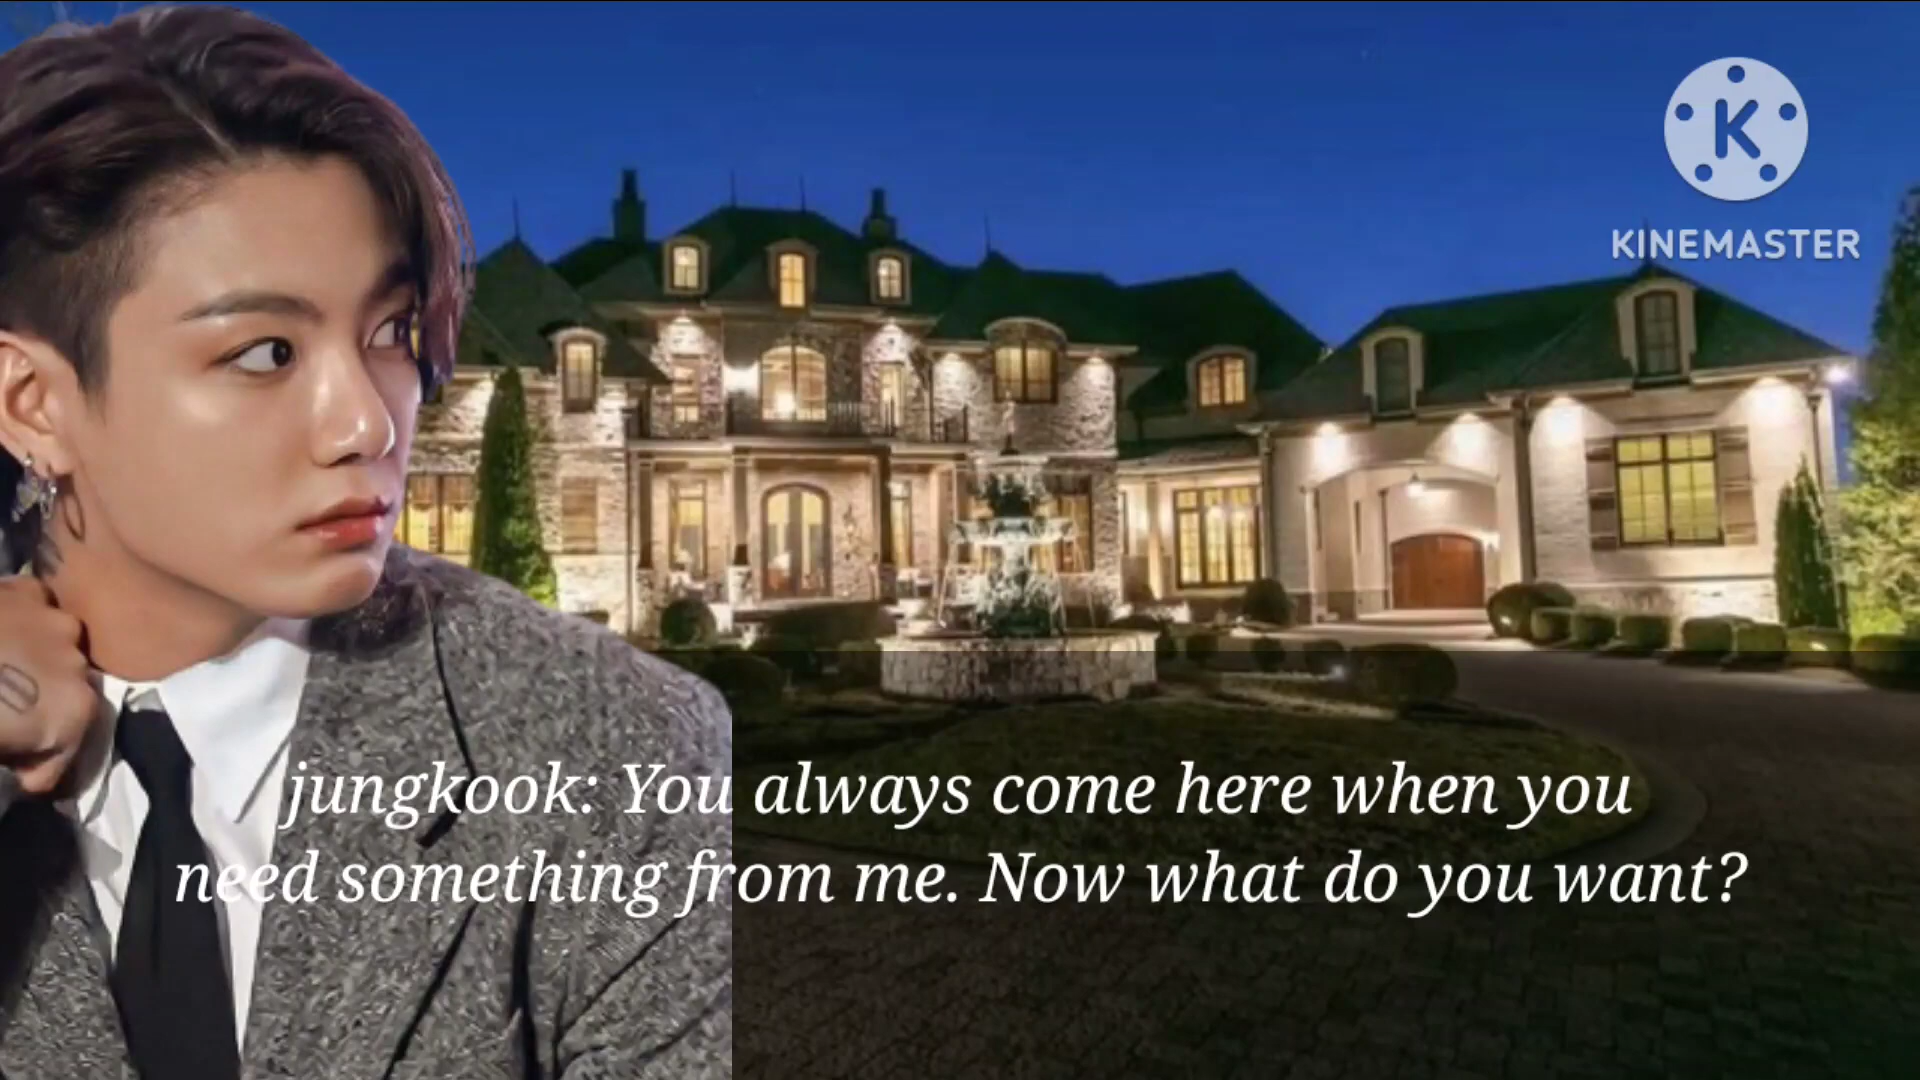 K
KINEMASTER
jungkook: You always come here when you
need something from me. Now what do you want?